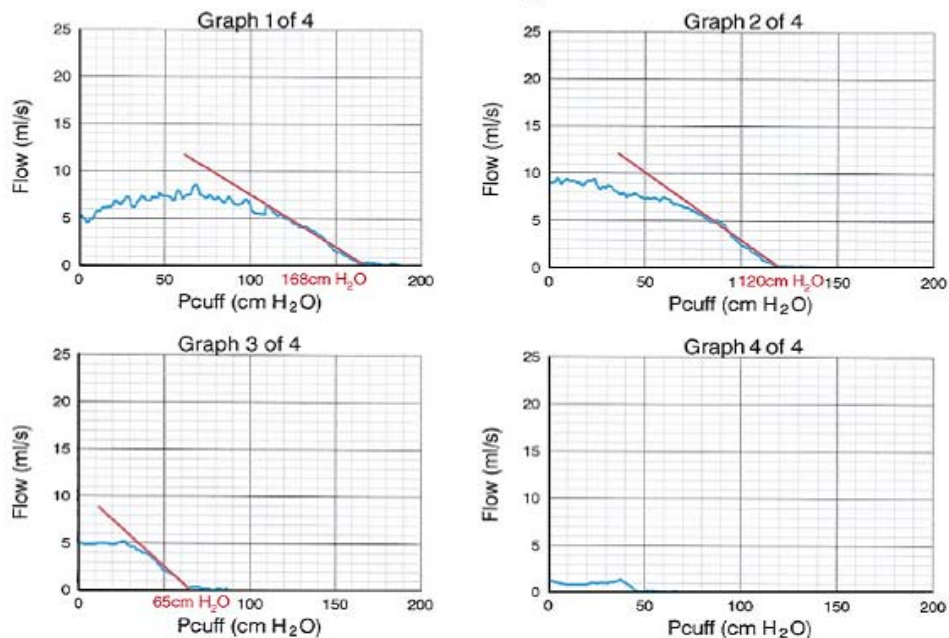 Graph 1 of 4
25
20
15
10
5
0
Flow (ml/s)
0 50 100 150 200
168cm H₂O
Pcuff (cm H₂O)
Graph 2 of 4
25
20
15
10
5
0
Flow (ml/s)
0 50 1 120cm H₂O 150 200
Pcuff (cm H₂O)
Graph 3 of 4
25
20
15
10
5
0
Flow (ml/s)
0 65cm H₂O 100 150 200
Pcuff (cm H₂O)
Graph 4 of 4
25
20
15
10
5
0
Flow (ml/s)
0 50 100 150 200
Pcuff (cm H₂O)